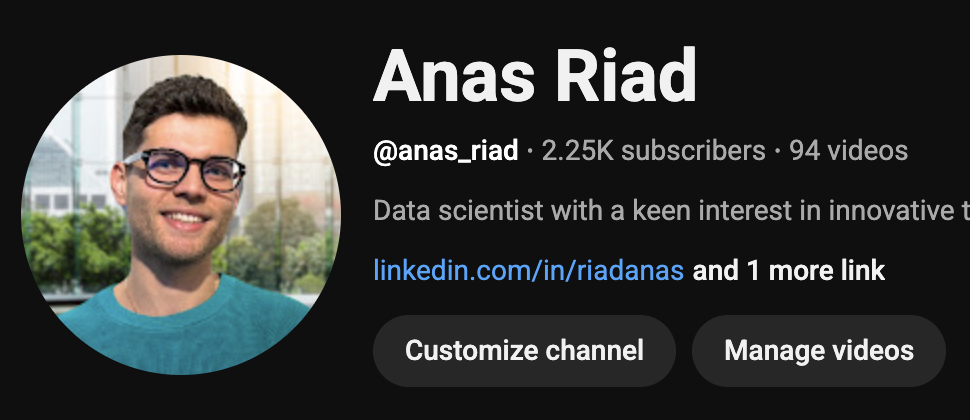 Anas Riad
@anas_riad · 2.25K subscribers · 94 videos
Data scientist with a keen interest in innovative
linkedin.com/in/riadanas and 1 more link
Customize channel Manage videos